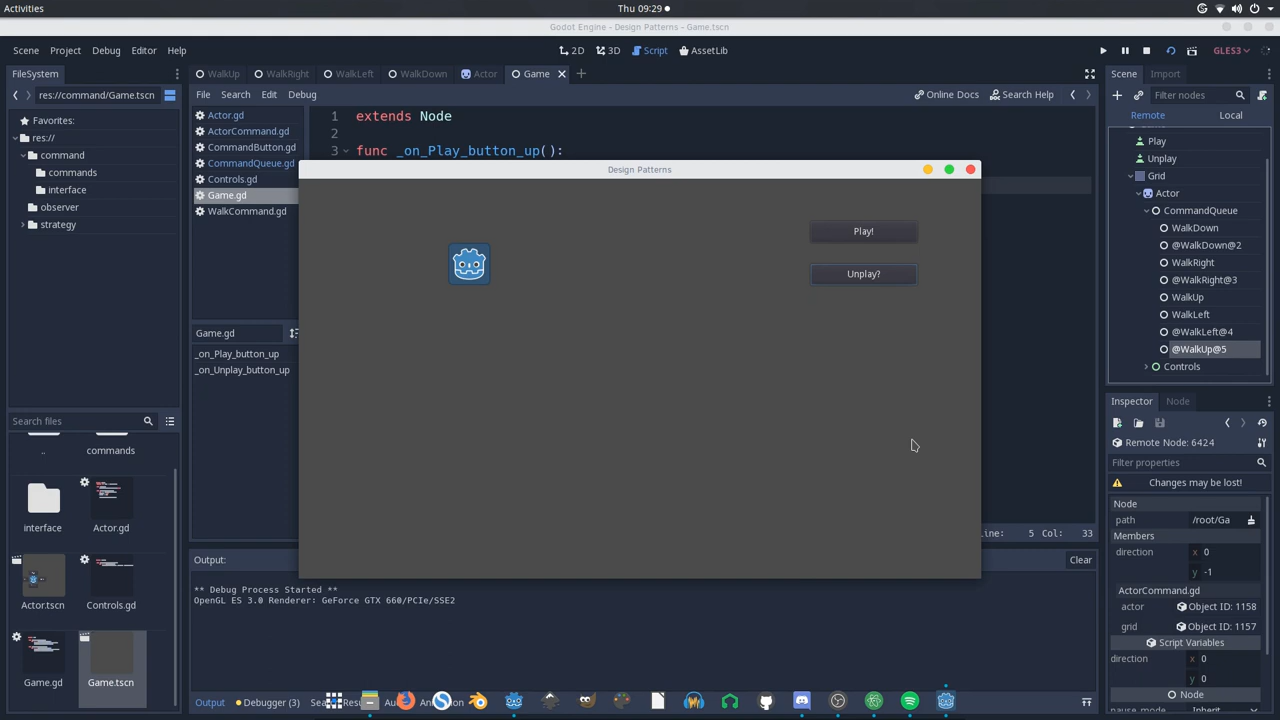 Activities
Thu 09:29
Godot Engine - Design Patterns - Game.tscn
Scene Project Debug Editor Help
2D 3D Script AssetLib
GLES3
FileSystem
res://command/Game.tscn
Favorites:
res://
command
commands
interface
observer
strategy
Search files
..
commands
interface
Actor.gd
Actor.tscn
Controls.gd
Game.gd
Game.tscn
WalkUp WalkRight WalkLeft WalkDown Actor Game
File Search Edit Debug
Online Docs Search Help
Actor.gd
ActorCommand.gd
CommandButton.gd
CommandQueue.gd
Controls.gd
Game.gd
WalkCommand.gd
Game.gd
_on_Play_button_up
_on_Unplay_button_up
1 extends Node
2
3 func _on_Play_button_up():
Design Patterns
Play!
Unplay?
Line: 5 Col: 33
Output:
Clear
** Debug Process Started **
OpenGL ES 3.0 Renderer: GeForce GTX 660/PCIe/SSE2
Output Debugger (3)
Scene Import
Filter nodes
Remote Local
Play
Unplay
Grid
Actor
CommandQueue
WalkDown
@WalkDown@2
WalkRight
@WalkRight@3
WalkUp
WalkLeft
@WalkLeft@4
@WalkUp@5
Controls
Inspector Node
Remote Node: 6424
Filter properties
Changes may be lost!
Node
path /root/Ga
Members
direction x 0
y -1
ActorCommand.gd
actor Object ID: 1158
grid Object ID: 1157
Script Variables
direction x 0
y 0
Node
pause_mode Inherit